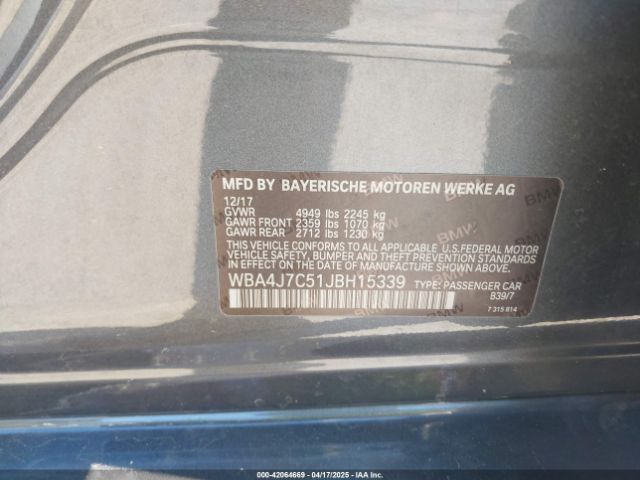 MFD BY BAYERISCHE MOTOREN WERKE AG
12/17
GVWR 4949 lbs 2245 kg
GAWR FRONT 2359 lbs 1070 kg
GAWR REAR 2712 lbs 1230 kg
THIS VEHICLE CONFORMS TO ALL APPLICABLE U.S.FEDERAL MOTOR
VEHICLE SAFETY, BUMPER AND THEFT PREVENTION STANDARDS
IN EFFECT ON THE DATE OF MANUFACTURE SHOWN ABOVE.
WBA4J7C51JBH15339 TYPE: PASSENGER CAR
B39/7
7 315 814
000-42064669 04/17/2025 IAAI.COM